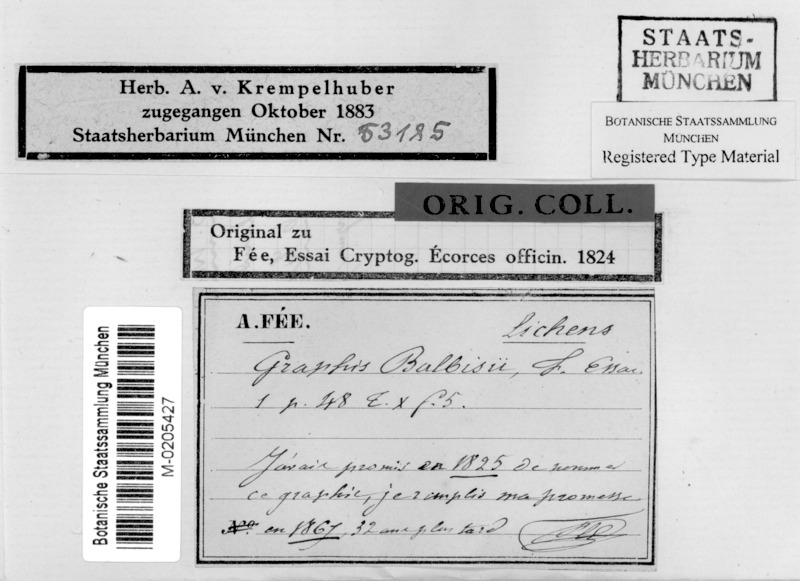 STAATS-
HERBARIUM
MÜNCHEN
Herb. A. v. Krempelhuber
zugegangen Oktober 1883
Staatsherbarium München Nr. 53185
BOTANISCHE STAATSSAMMLUNG
MÜNCHEN
Registered Type Material
ORIG. COLL.
Original zu
Fée, Essai Cryptog. Écorces officin. 1824
Botanische Staatssammlung München
M-0205427
A. FÉE.
Lichens
Graphis Balbisii, f. Essai
1 p. 48 t. x f. 5.
J'avais promis en 1825 de nommer
ce graphis, je remplis ma promesse
en 1867, 32 ans plus tard